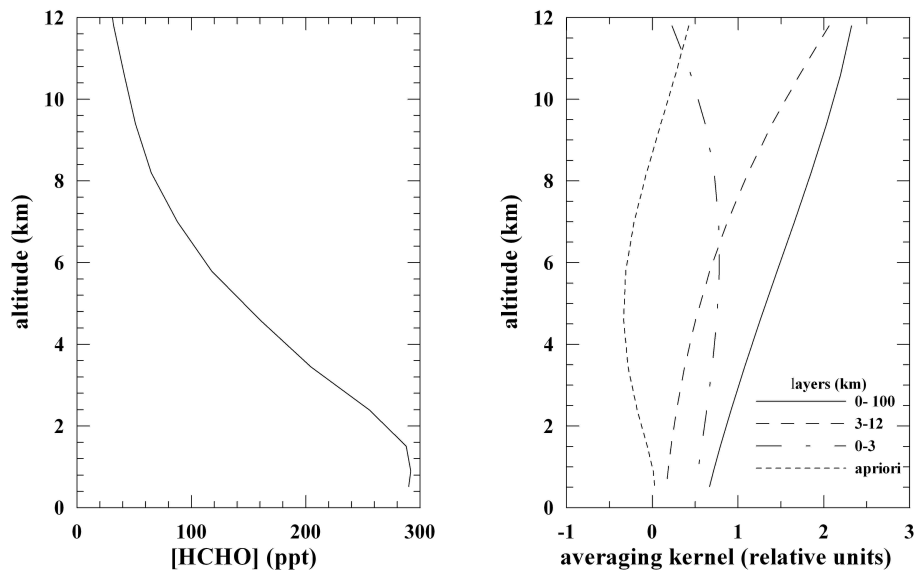 12
10
8
6
4
2
0
altitude (km)
0 100 200 300
[HCHO] (ppt)
12
10
8
6
4
2
0
altitude (km)
layers (km)
0- 100
3-12
0-3
apriori
-1 0 1 2 3
averaging kernel (relative units)